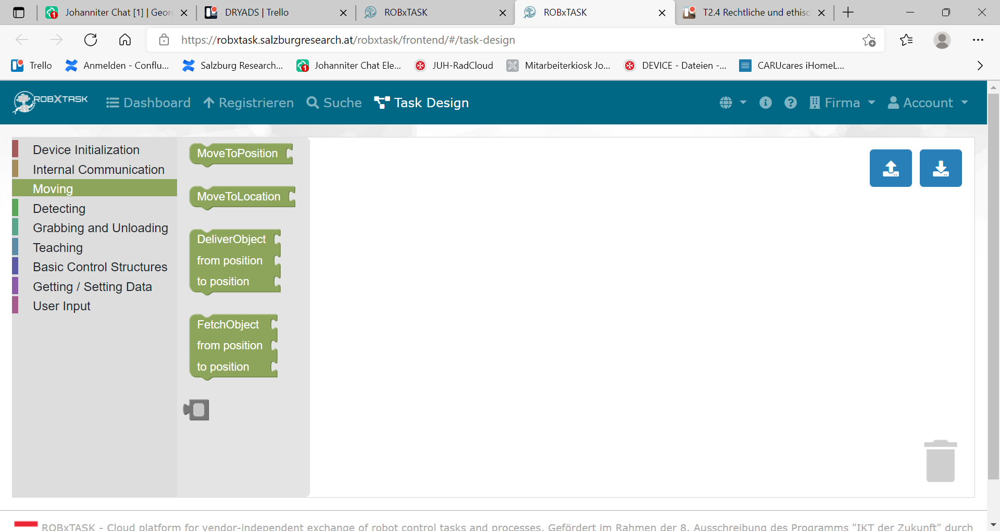 Johanniter Chat [1] | Geor
DRYADS | Trello
ROBxTASK
ROBxTASK
T2.4 Rechtliche und ethisc
https://robxtask.salzburgresearch.at/robxtask/frontend/#/task-design
Trello
Anmelden - Conflu...
Salzburg Research...
Johanniter Chat Ele...
JUH-RadCloud
Mitarbeiterkiosk Jo...
DEVICE - Dateien -...
CARUcares iHomeL...
ROBXTASK
Dashboard
Registrieren
Suche
Task Design
Firma
Account
Device Initialization
Internal Communication
Moving
Detecting
Grabbing and Unloading
Teaching
Basic Control Structures
Getting / Setting Data
User Input
MoveToPosition
MoveToLocation
DeliverObject
from position
to position
FetchObject
from position
to position
ROBxTASK - Cloud platform for vendor-independent exchange of robot control tasks and processes. Gefördert im Rahmen der 8. Ausschreibung des Programms "IKT der Zukunft" durch